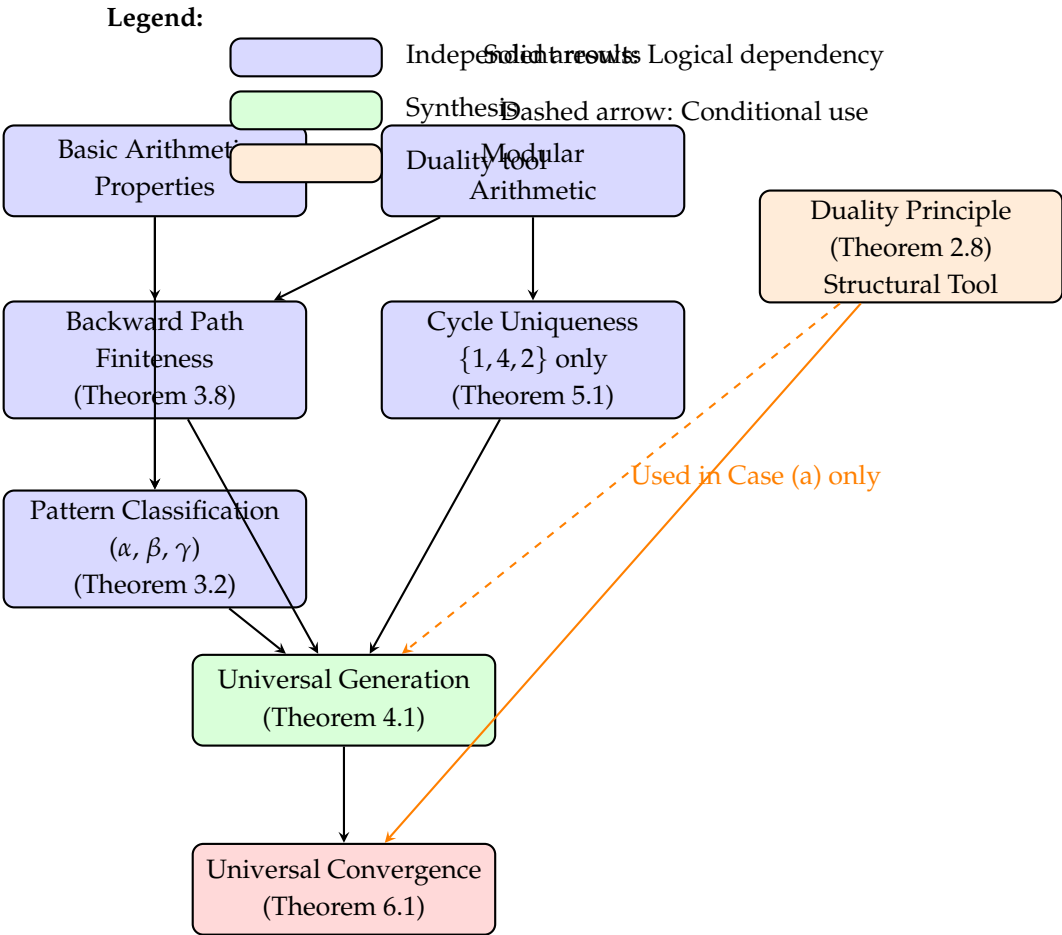 Legend:
Independent results
Solid arrows: Logical dependency
Synthesis
Dashed arrow: Conditional use
Duality tool
Basic Arithmetic
Properties
Modular
Arithmetic
Duality Principle
(Theorem 2.8)
Structural Tool
Backward Path
Finiteness
(Theorem 3.8)
Cycle Uniqueness
{1, 4, 2} only
(Theorem 5.1)
Used in Case (a) only
Pattern Classification
(α, β, γ)
(Theorem 3.2)
Universal Generation
(Theorem 4.1)
Universal Convergence
(Theorem 6.1)